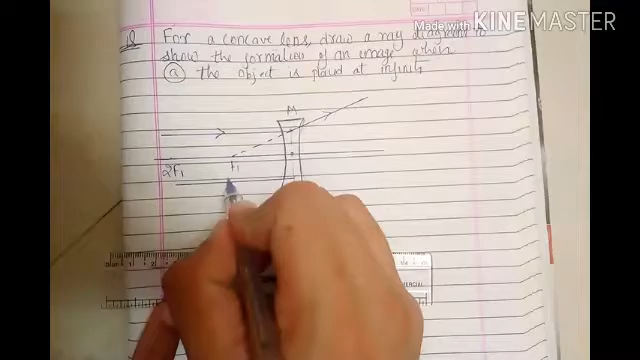 Made with KINEMASTER
Q For a concave lens, draw a ray diagram to
show the formation of an image when
(a) the object is placed at infinity
M
2F1
F1